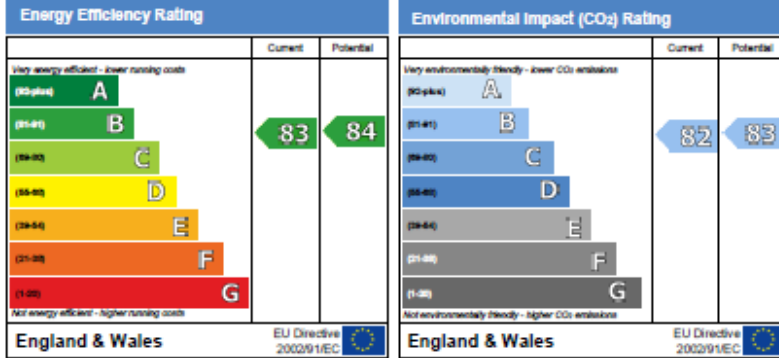 Energy Efficiency Rating
Current Potential
Very energy efficient - lower running costs
(92-plus) A
(81-91) B
(69-80) C
(55-68) D
(39-54) E
(21-38) F
(1-20) G
83
84
Not energy efficient - higher running costs
England & Wales
EU Directive
2002/91/EC
Environmental Impact (CO₂) Rating
Current Potential
Very environmentally friendly - lower CO₂ emissions
(92-plus) A
(81-91) B
(69-80) C
(55-68) D
(39-54) E
(21-38) F
(1-20) G
82
83
Not environmentally friendly - higher CO₂ emissions
England & Wales
EU Directive
2002/91/EC